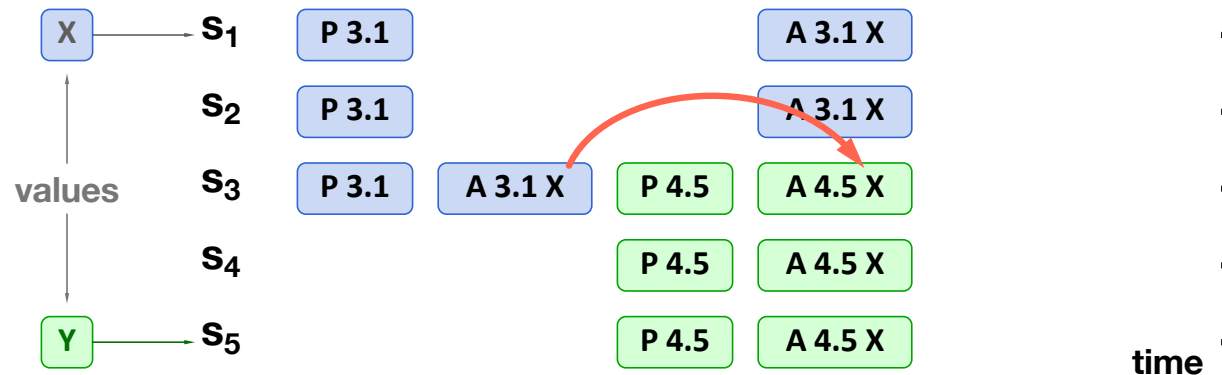 X S1 P 3.1 A 3.1 X
S2 P 3.1 A 3.1 X
values S3 P 3.1 A 3.1 X P 4.5 A 4.5 X
S4 P 4.5 A 4.5 X
Y S5 P 4.5 A 4.5 X
time